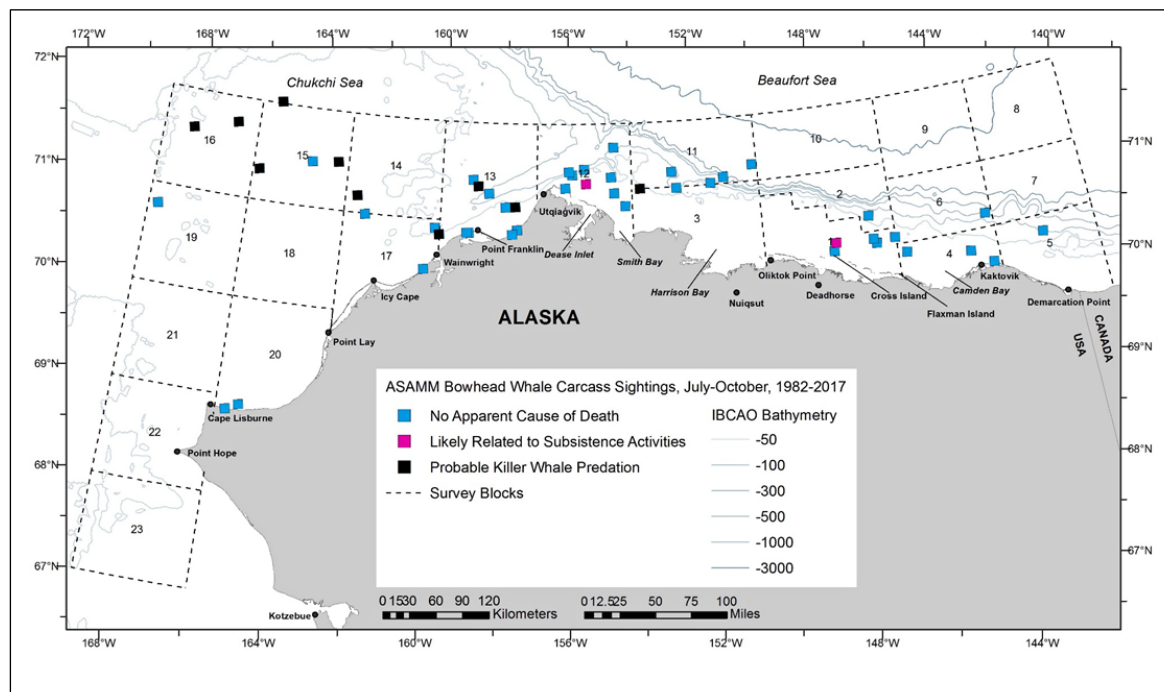 172°W 168°W 164°W 160°W 156°W 152°W 148°W 144°W 140°W
72°N
Chukchi Sea
Beaufort Sea
8
9
10
71°N
71°N
16
15
14
13
12
11
7
6
2
3
1
5
4
19
18
17
Utqiaġvik
Point Franklin
Dease Inlet
Smith Bay
Wainwright
70°N
70°N
Oliktok Point
Kaktovik
Harrison Bay
Camden Bay
Icy Cape
Nuiqsut
Deadhorse
Cross Island
Demarcation Point
Flaxman Island
21
20
Point Lay
ALASKA
CANADA
USA
69°N
69°N
ASAMM Bowhead Whale Carcass Sightings, July-October, 1982-2017
No Apparent Cause of Death
Likely Related to Subsistence Activities
Probable Killer Whale Predation
Survey Blocks
IBCAO Bathymetry
-50
-100
-300
-500
-1000
-3000
Cape Lisburne
22
Point Hope
68°N
68°N
23
67°N
67°N
Kotzebue
0 15 30 60 90 120
Kilometers
0 12.5 25 50 75 100
Miles
168°W 164°W 160°W 156°W 152°W 148°W 144°W